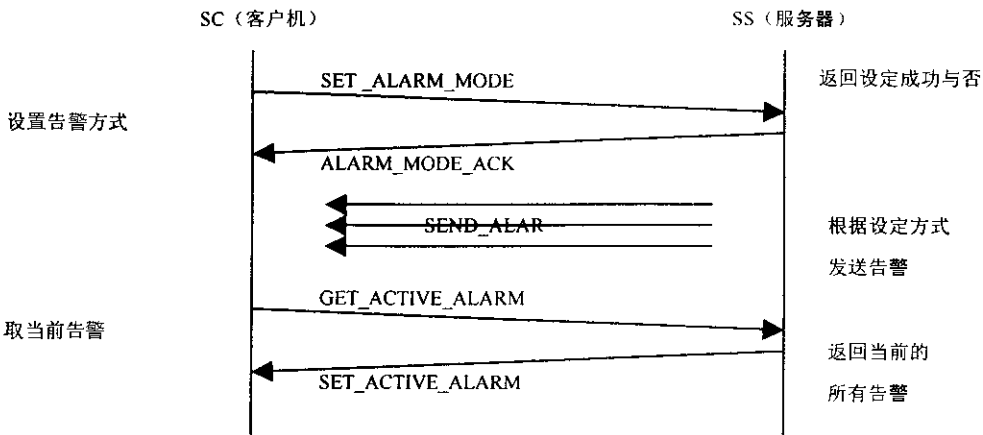 SC（客户机）
SS（服务器）
SET_ALARM_MODE
返回设定成功与否
设置告警方式
ALARM_MODE_ACK
SEND_ALAR
根据设定方式
发送告警
GET_ACTIVE_ALARM
取当前告警
返回当前的
SET_ACTIVE_ALARM
所有告警